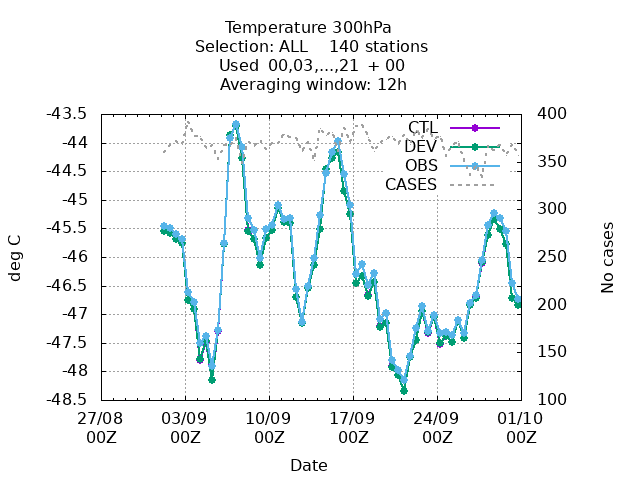 Temperature 300hPa
Selection: ALL    140 stations
Used 00,03,...,21 + 00
Averaging window: 12h
-43.5
-44
-44.5
-45
-45.5
-46
-46.5
-47
-47.5
-48
-48.5
400
350
300
250
200
150
100
CTL
DEV
OBS
CASES
deg C
No cases
27/08 03/09 10/09 17/09 24/09 01/10
00Z 00Z 00Z 00Z 00Z 00Z
Date